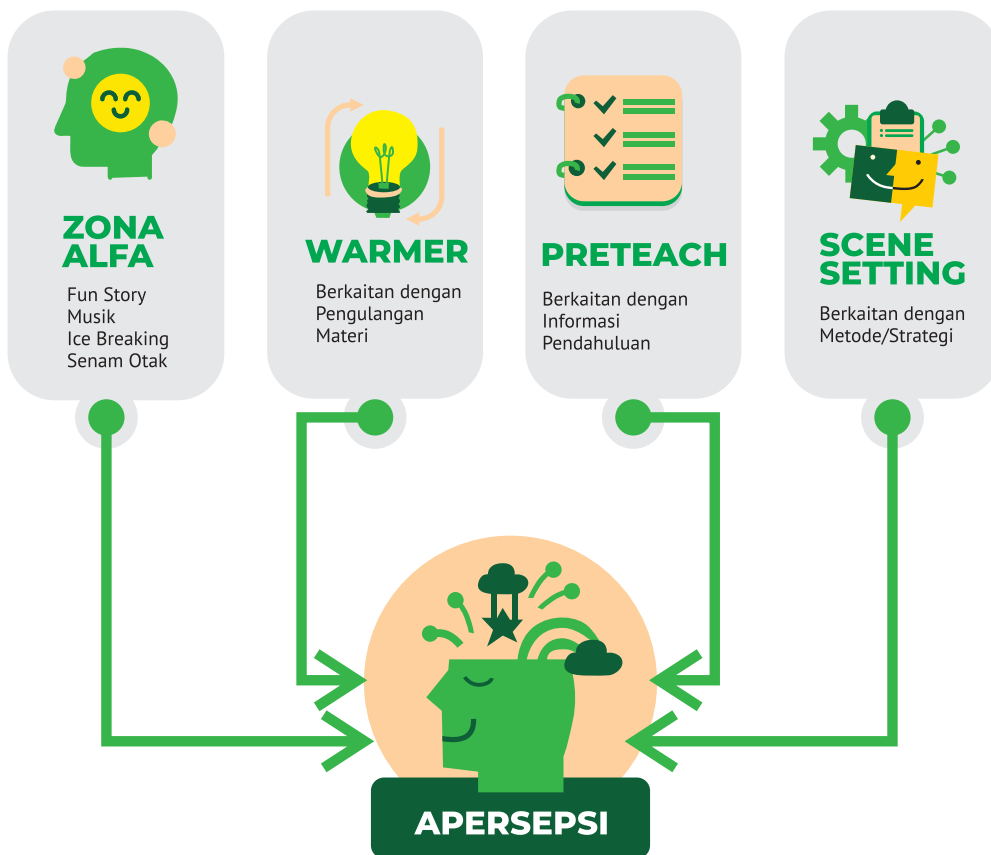 ZONA
ALFA
Fun Story
Musik
Ice Breaking
Senam Otak
WARMER
Berkaitan dengan
Pengulangan
Materi
PRETEACH
Berkaitan dengan
Informasi
Pendahuluan
SCENE
SETTING
Berkaitan dengan
Metode/Strategi
APERSEPSI